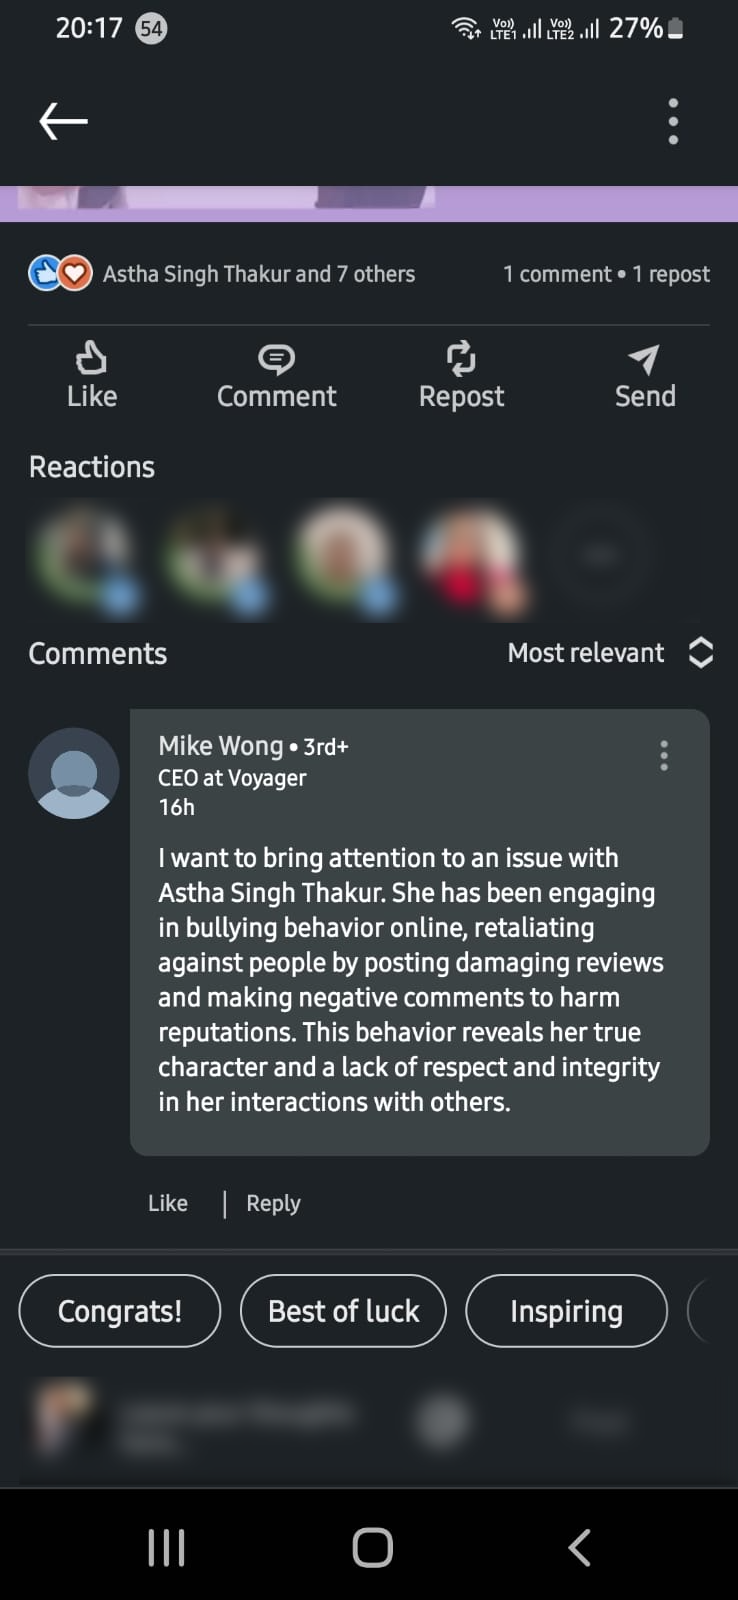 20:17 54 Vo)) LTE1 Vo)) LTE2 27%
Astha Singh Thakur and 7 others 1 comment • 1 repost
Like Comment Repost Send
Reactions
Comments Most relevant
Mike Wong • 3rd+
CEO at Voyager
16h
I want to bring attention to an issue with
Astha Singh Thakur. She has been engaging
in bullying behavior online, retaliating
against people by posting damaging reviews
and making negative comments to harm
reputations. This behavior reveals her true
character and a lack of respect and integrity
in her interactions with others.
Like | Reply
Congrats! Best of luck Inspiring